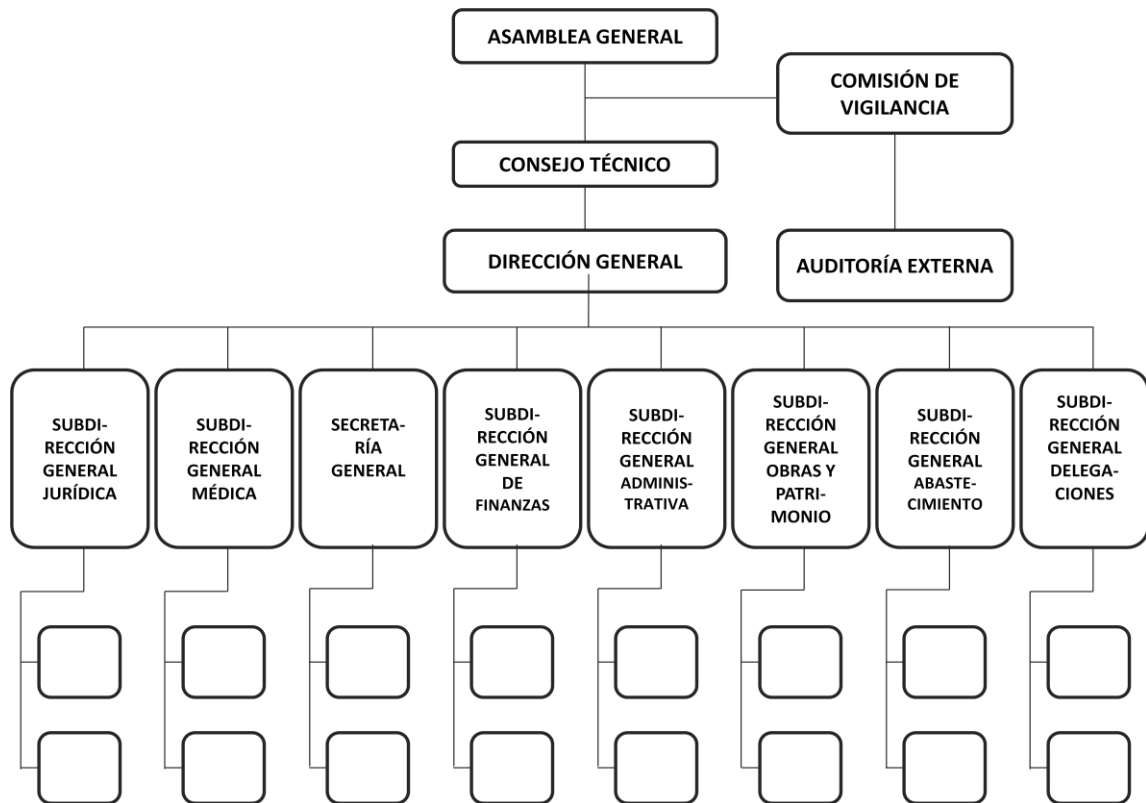 ASAMBLEA GENERAL
COMISIÓN DE
VIGILANCIA
CONSEJO TÉCNICO
DIRECCIÓN GENERAL
AUDITORÍA EXTERNA
SUBDI-
RECCIÓN
GENERAL
JURÍDICA
SUBDI-
RECCIÓN
GENERAL
MÉDICA
SECRETA-
RÍA
GENERAL
SUBDI-
RECCIÓN
GENERAL
DE
FINANZAS
SUBDI-
RECCIÓN
GENERAL
ADMINIS-
TRATIVA
SUBDI-
RECCIÓN
GENERAL
OBRAS Y
PATRI-
MONIO
SUBDI-
RECCIÓN
GENERAL
ABASTE-
CIMIENTO
SUBDI-
RECCIÓN
GENERAL
DELEGA-
CIONES